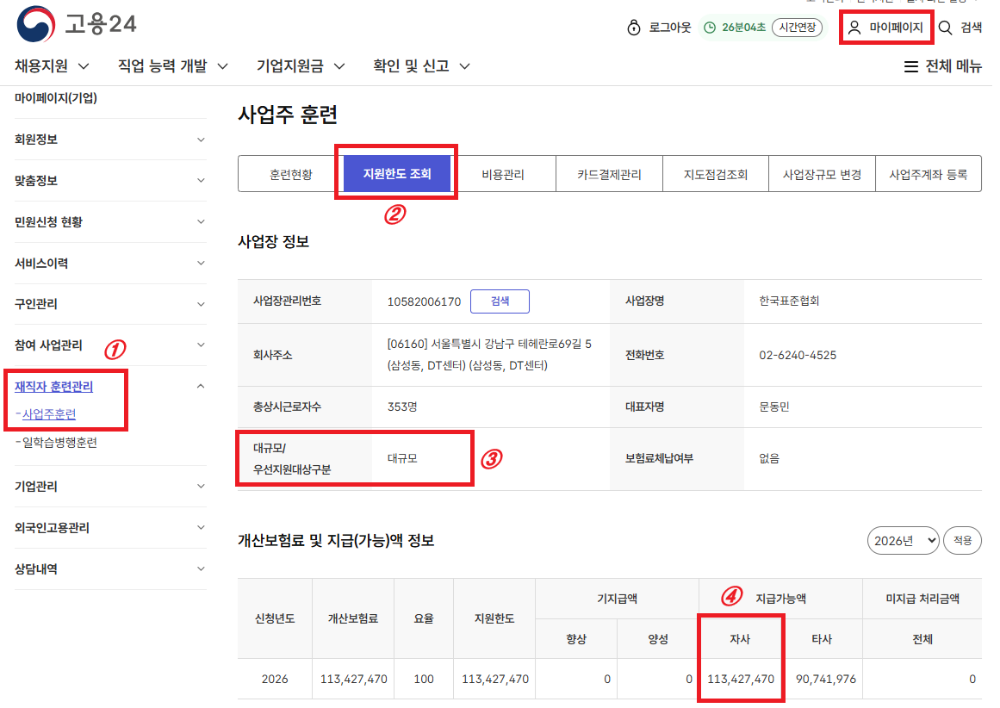 고용24
로그아웃 26분04초 시간연장 마이페이지 검색
채용지원 직업 능력 개발 기업지원금 확인 및 신고 전체 메뉴
마이페이지(기업)
회원정보
맞춤정보
민원신청 현황
서비스이력
구인관리
참여 사업관리
①
재직자 훈련관리
-사업주훈련
-일학습병행훈련
기업관리
외국인고용관리
상담내역
사업주 훈련
훈련현황 지원한도 조회 비용관리 카드결제관리 지도점검조회 사업장규모 변경 사업주계좌 등록
②
사업장 정보
사업장관리번호 10582006170 검색 사업장명 한국표준협회
회사주소 [06160] 서울특별시 강남구 테헤란로69길 5
(삼성동, DT센터) (삼성동, DT센터) 전화번호 02-6240-4525
총상시근로자수 353명 대표자명 문동민
대규모/
우선지원대상구분 대규모 ③ 보험료체납여부 없음
개산보험료 및 지급(가능)액 정보 2026년 적용
신청년도 개산보험료 요율 지원한도 기지급액 ④ 지급가능액 미지급 처리금액
향상 양성 자사 타사 전체
2026 113,427,470 100 113,427,470 0 0 113,427,470 90,741,976 0